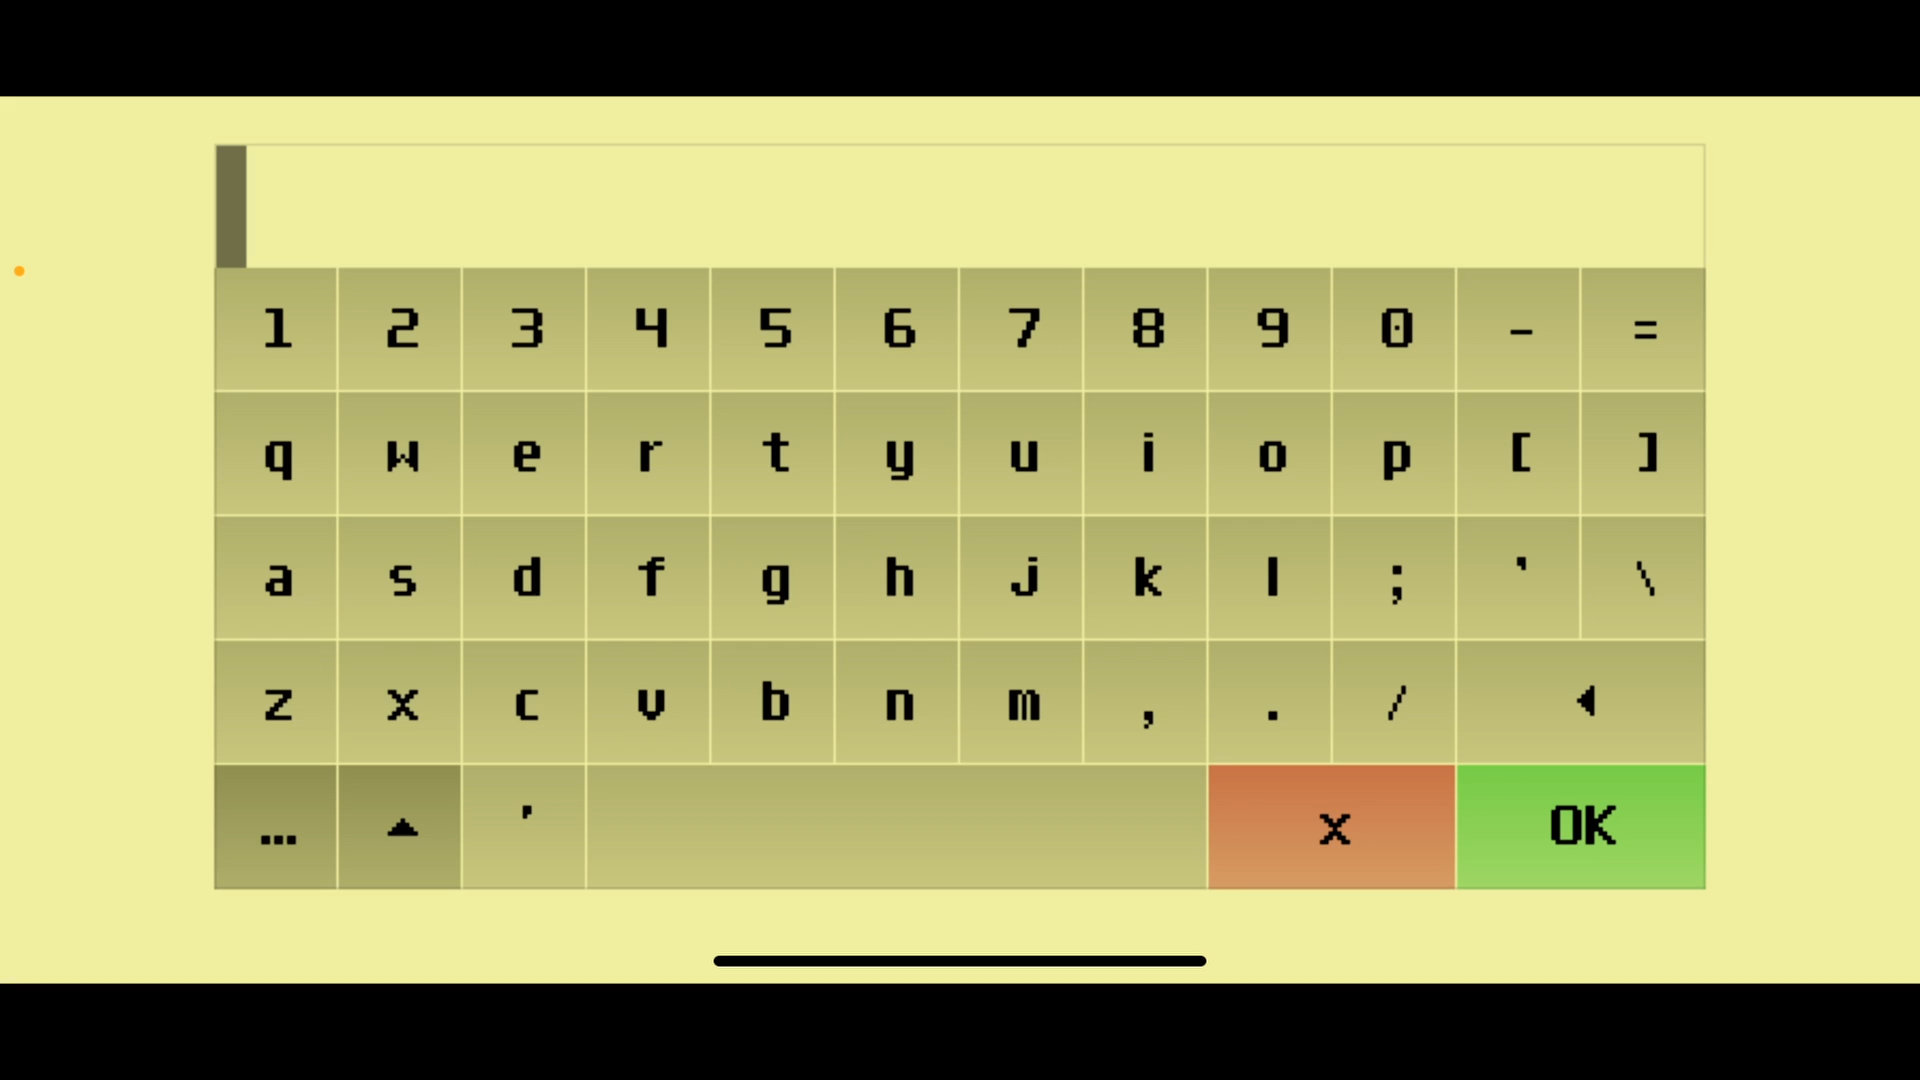 1 2 3 4 5 6 7 8 9 0 - =
q w e r t y u i o p [ ]
a s d f g h j k l ; ' \
z x c v b n m , . /
... ' x OK